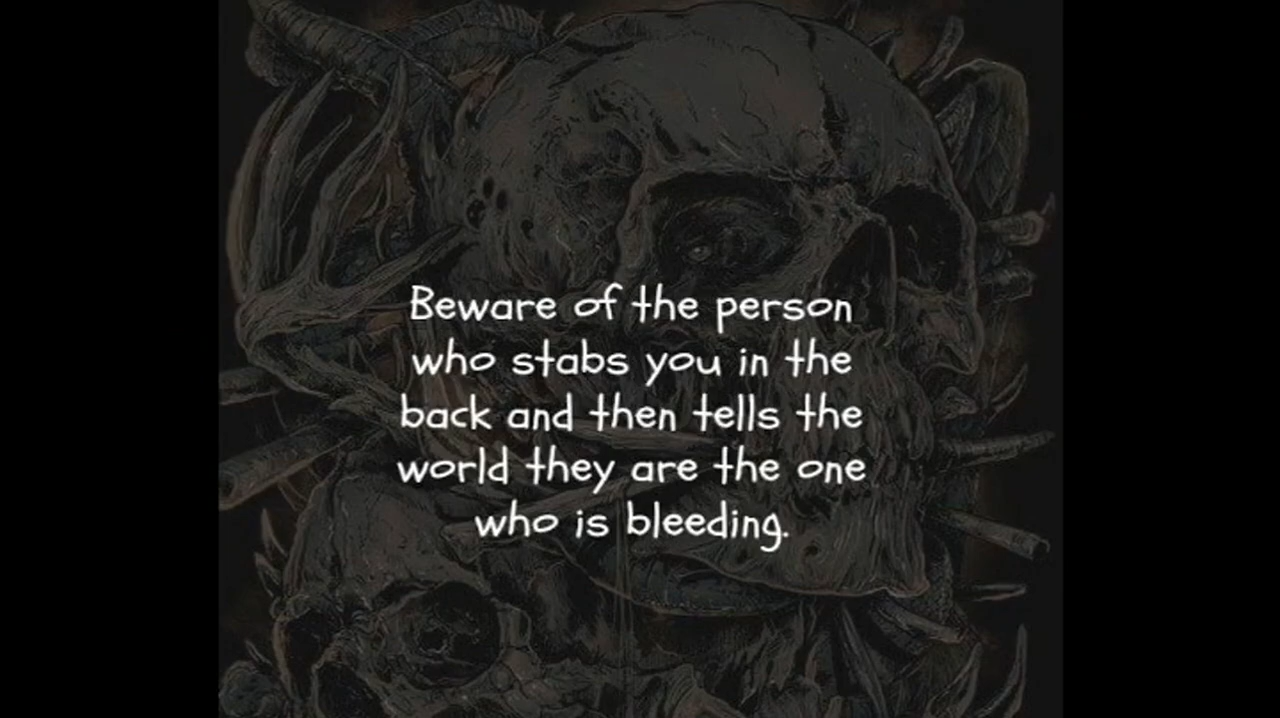 Beware of the person
who stabs you in the
back and then tells the
world they are the one
who is bleeding.